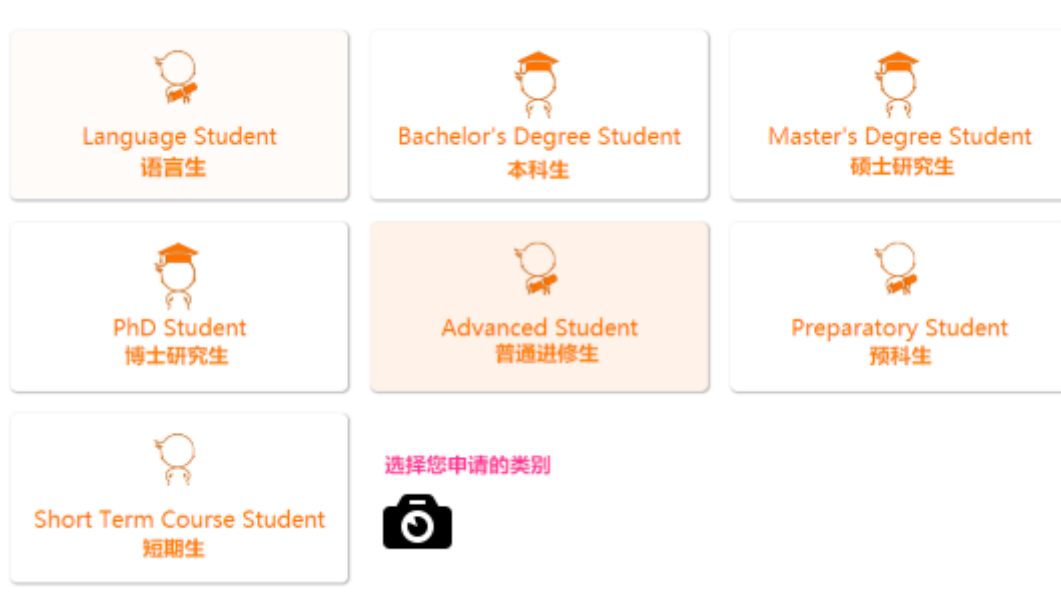 Language Student
语言生
Bachelor's Degree Student
本科生
Master's Degree Student
硕士研究生
PhD Student
博士研究生
Advanced Student
普通进修生
Preparatory Student
预科生
Short Term Course Student
短期生
选择您申请的类别